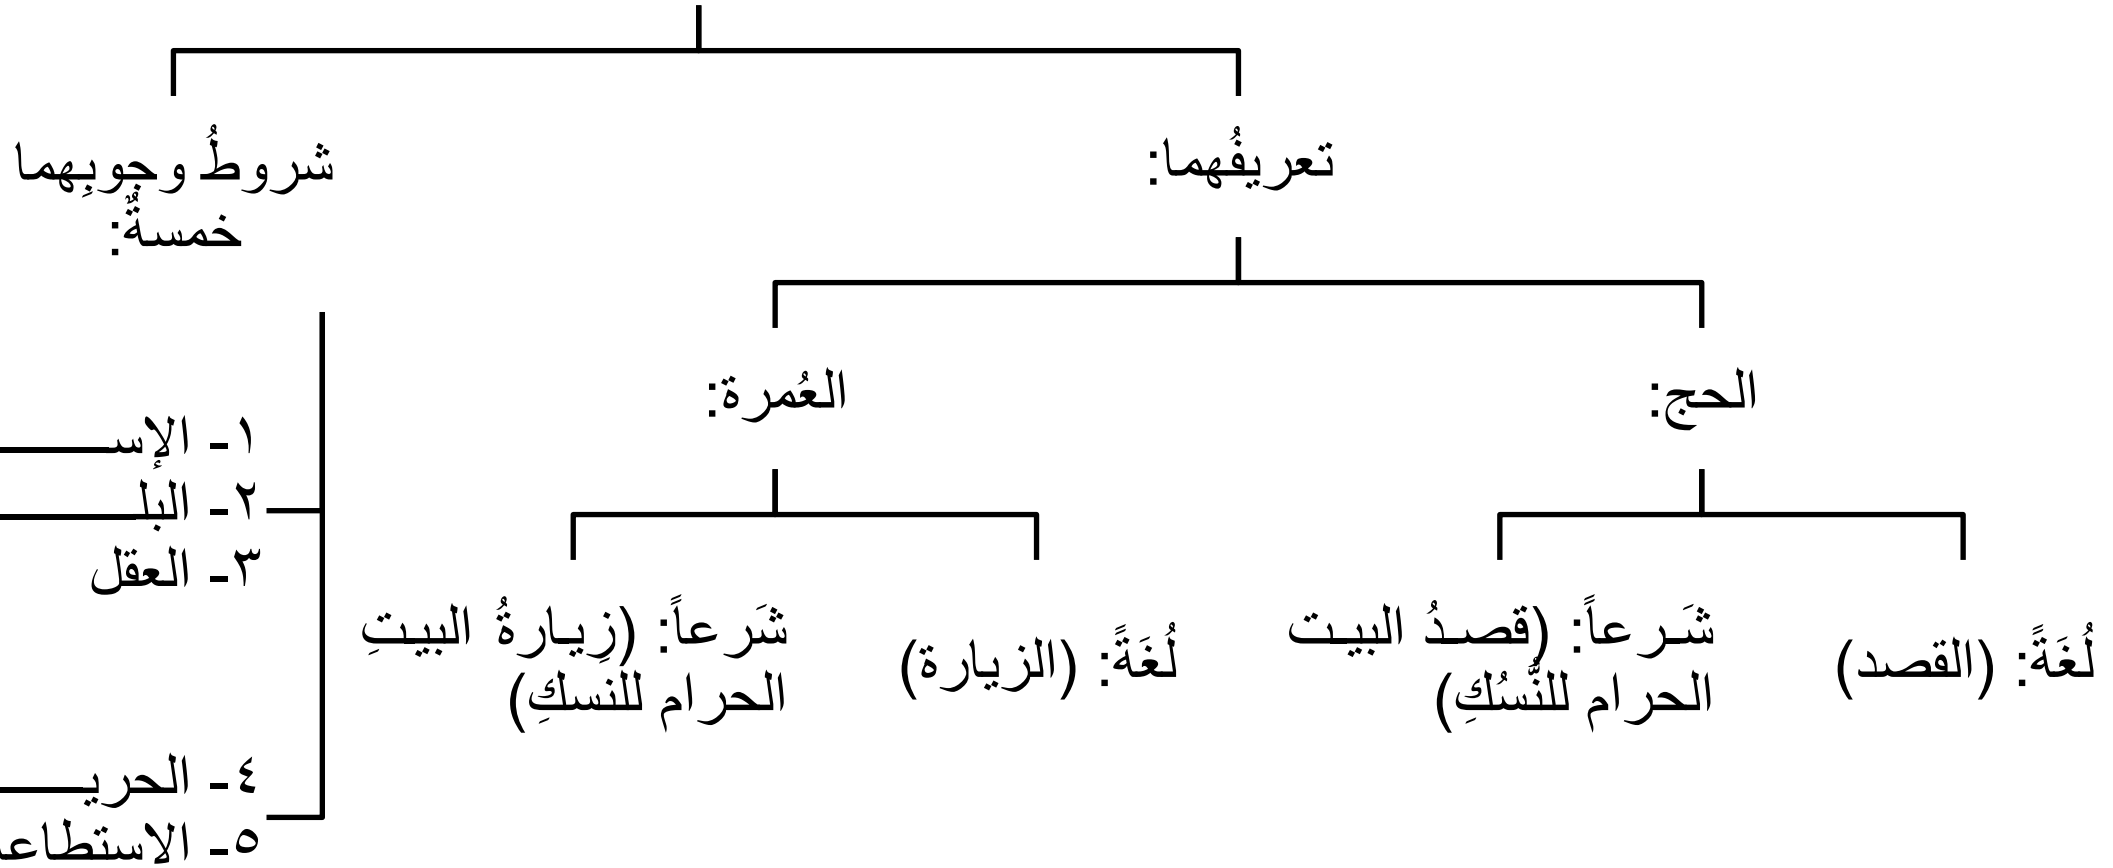 تعريفُهما:
شروطُ وجوبِهما
خمسةٌ:
الحج:
العُمرة:
لُغَةً: (القصد)
شَرعاً: (قصدُ البيت
الحرام للنُّسُكِ)
لُغَةً: (الزيارة)
شَرعاً: (زِيارةُ البيتِ
الحرام للنسكِ)
١- الإسـ
٢- البلـ
٣- العقل
٤- الحريـ
٥- الاستطاعـ